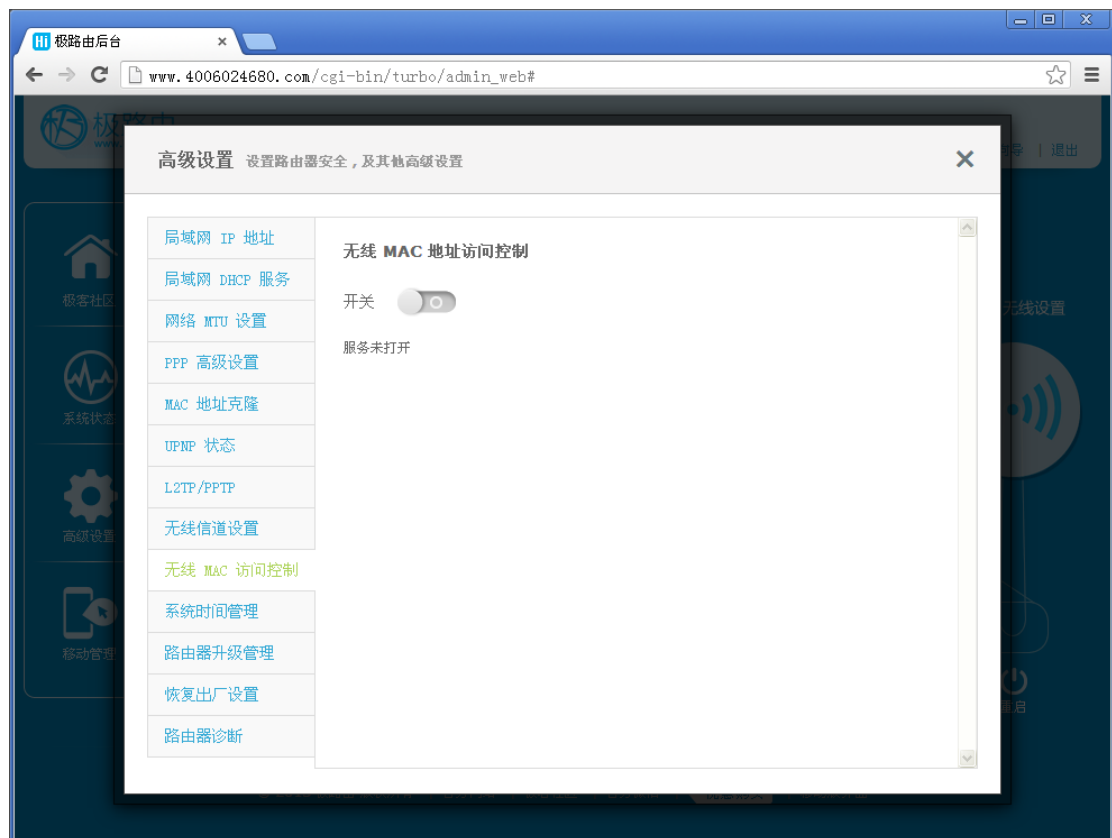 Hi 极路由后台
www.4006024680.com/cgi-bin/turbo/admin_web#
极路由
www.
导 | 退出
高级设置 设置路由器安全,及其他高级设置
局域网 IP 地址
局域网 DHCP 服务
网络 MTU 设置
PPP 高级设置
MAC 地址克隆
UPNP 状态
L2TP/PPTP
无线信道设置
无线 MAC 访问控制
系统时间管理
路由器升级管理
恢复出厂设置
路由器诊断
无线 MAC 地址访问控制
开关
服务未打开
极客社区
系统状态
高级设置
移动管理
无线设置
重启